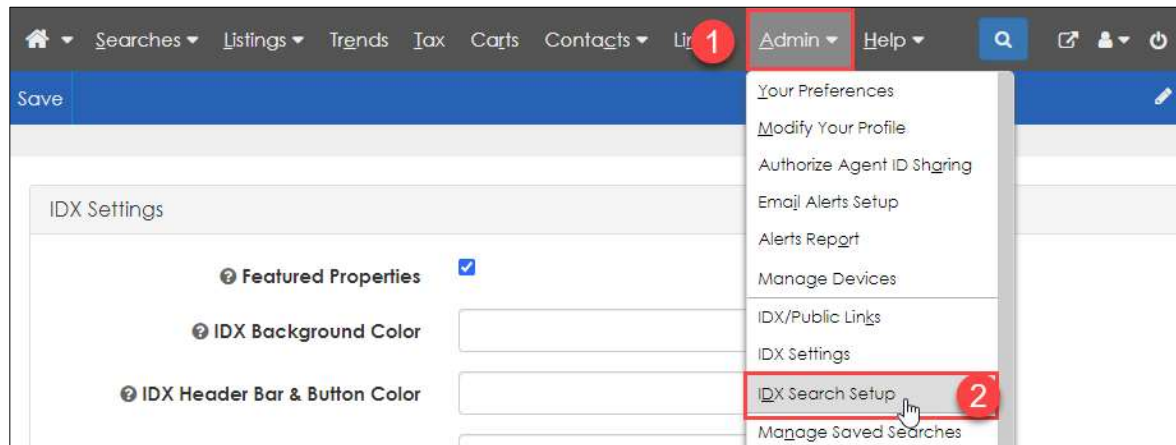 Searches Listings Trends Tax Carts Contacts Li 1 Admin Help
Save
Your Preferences
Modify Your Profile
Authorize Agent ID Sharing
Email Alerts Setup
Alerts Report
Manage Devices
IDX/Public Links
IDX Settings
IDX Search Setup 2
Manage Saved Searches
IDX Settings
Featured Properties
IDX Background Color
IDX Header Bar & Button Color